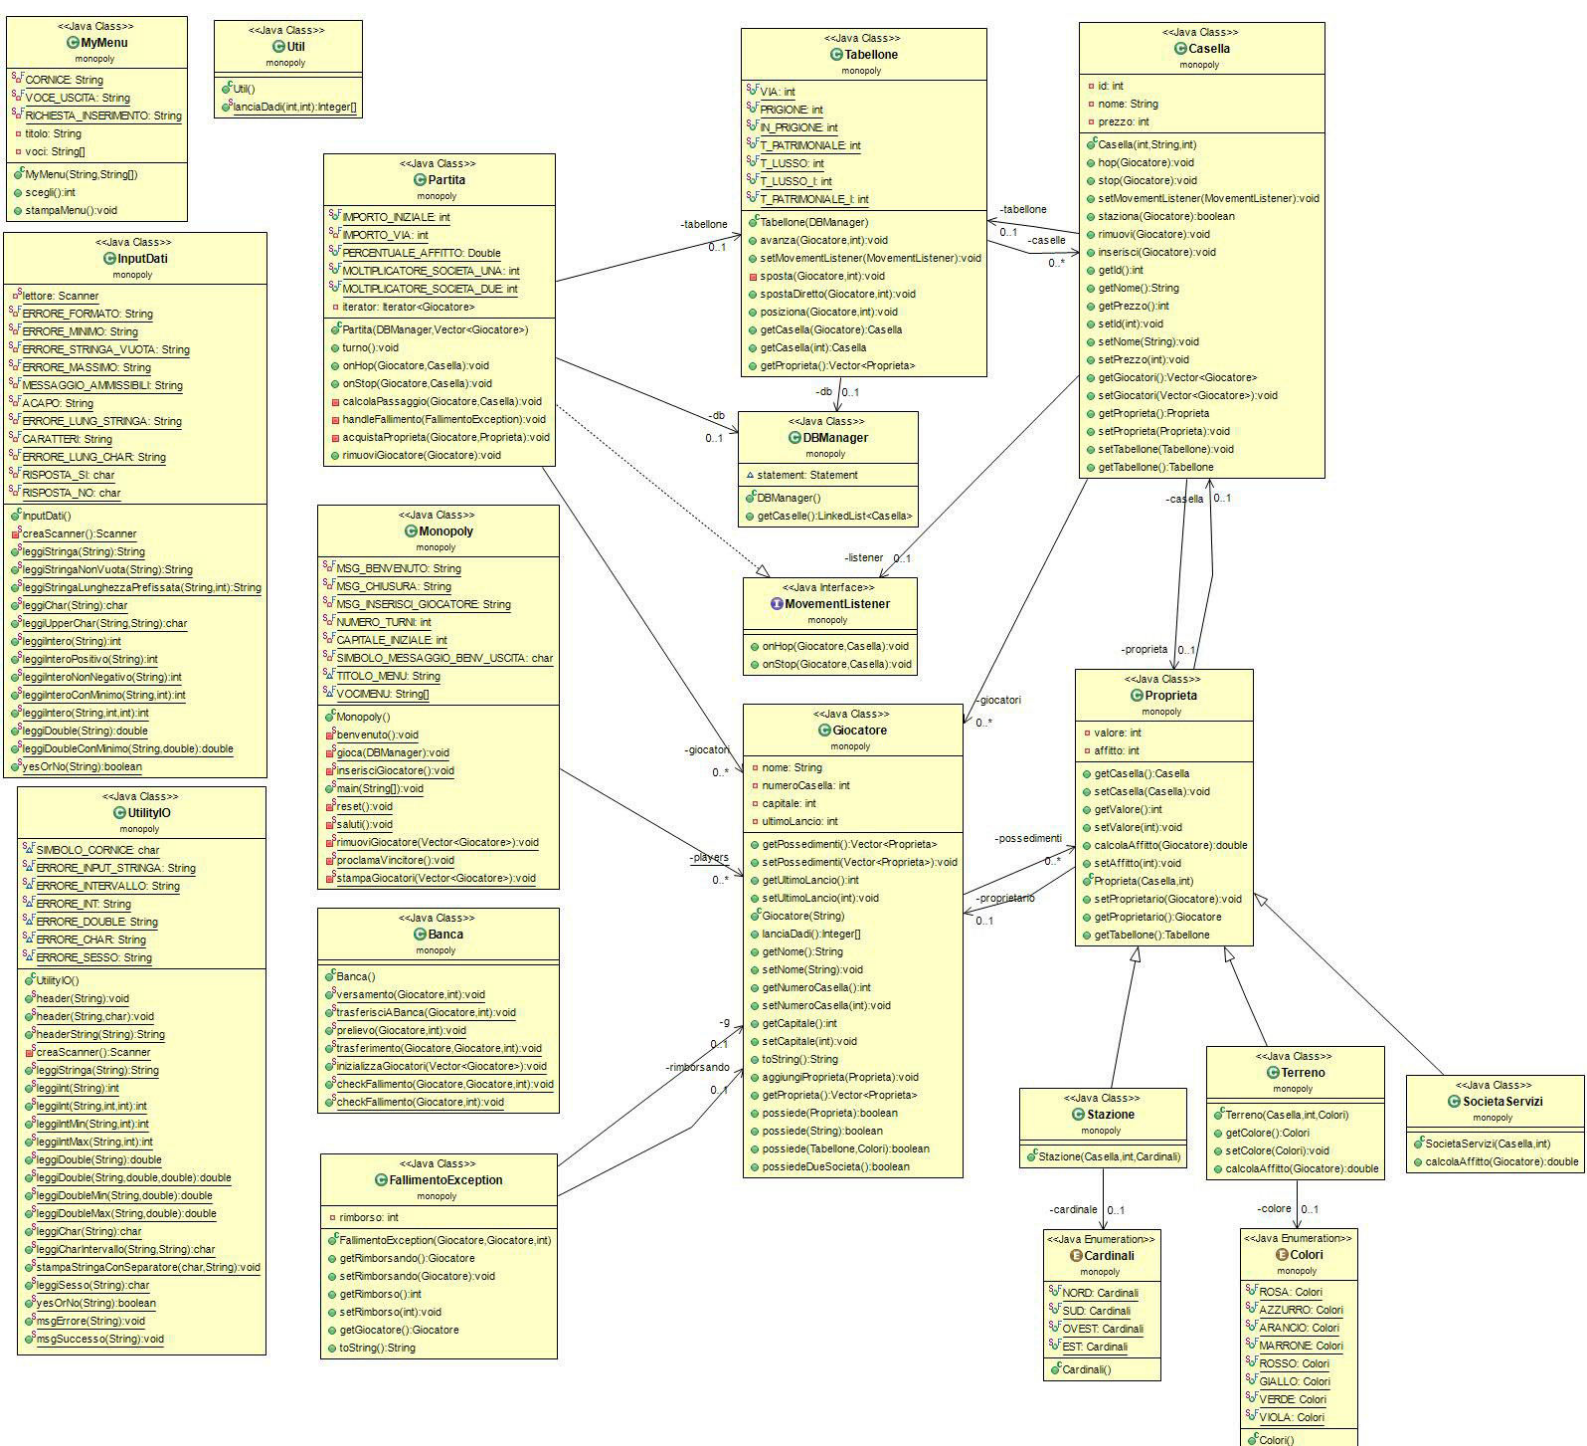 <<Java Class>>
MyMenu
monopoly
CORNICE: String
VOCE_USCITA: String
RICHIESTA_INSERIMENTO: String
titolo: String
voci: String[]
MyMenu(String,String[])
scegli():int
stampaMenu():void
<<Java Class>>
Util
monopoly
Util()
lanciaDadi(int,int):Integer[]
<<Java Class>>
InputDati
monopoly
lettore: Scanner
ERRORE_FORMATO: String
ERRORE_MINIMO: String
ERRORE_STRINGA_VUOTA: String
ERRORE_MASSIMO: String
MESSAGGIO_AMMISSIBILI: String
ACAPO: String
ERRORE_LUNG_STRINGA: String
CARATTERI: String
ERRORE_LUNG_CHAR: String
RISPOSTA_SI: char
RISPOSTA_NO: char
InputDati()
creaScanner():Scanner
leggiStringa(String):String
leggiStringaNonVuota(String):String
leggiStringaLunghezzaPrefissata(String,int):String
leggiChar(String):char
leggiUpperChar(String,String):char
leggiIntero(String):int
leggiInteroPositivo(String):int
leggiInteroNonNegativo(String):int
leggiInteroConMinimo(String,int):int
leggiIntero(String,int,int):int
leggiDouble(String):double
leggiDoubleConMinimo(String,double):double
yesOrNo(String):boolean
<<Java Class>>
UtilityIO
monopoly
SIMBOLO_CORNICE: char
ERRORE_INPUT_STRINGA: String
ERRORE_INTERVALLO: String
ERRORE_INT: String
ERRORE_DOUBLE: String
ERRORE_CHAR: String
ERRORE_SESSO: String
UtilityIO()
header(String):void
header(String,char):void
headerString(String):String
creaScanner():Scanner
leggiStringa(String):String
leggiInt(String):int
leggiInt(String,int,int):int
leggiIntMin(String,int):int
leggiIntMax(String,int):int
leggiDouble(String):double
leggiDouble(String,double,double):double
leggiDoubleMin(String,double):double
leggiDoubleMax(String,double):double
leggiChar(String):char
leggiCharIntervallo(String,String):char
stampaStringaConSeparatore(char,String):void
leggiSesso(String):char
yesOrNo(String):boolean
msgErrore(String):void
msgSuccesso(String):void
<<Java Class>>
Partita
monopoly
IMPORTO_INIZIALE: int
IMPORTO_VIA: int
PERCENTUALE_AFFITTO: Double
MOLTIPLICATORE_SOCIETA_UNA: int
MOLTIPLICATORE_SOCIETA_DUE: int
iterator: Iterator<Giocatore>
Partita(DBManager,Vector<Giocatore>)
turno():void
onHop(Giocatore,Casella):void
onStop(Giocatore,Casella):void
calcolaPassaggio(Giocatore,Casella):void
handleFallimento(FallimentoException):void
acquistaProprieta(Giocatore,Proprieta):void
rimuoviGiocatore(Giocatore):void
<<Java Class>>
Monopoly
monopoly
MSG_BENVENUTO: String
MSG_CHIUSURA: String
MSG_INSERISCI_GIOCATORE: String
NUMERO_TURNI: int
CAPITALE_INIZIALE: int
SIMBOLO_MESSAGGIO_BENV_USCITA: char
TITOLO_MENU: String
VOCIMENU: String[]
Monopoly()
benvenuto():void
gioca(DBManager):void
inserisciGiocatore():void
main(String[]):void
reset():void
saluti():void
rimuoviGiocatore(Vector<Giocatore>):void
proclamaVincitore():void
stampaGiocatori(Vector<Giocatore>):void
<<Java Class>>
Banca
monopoly
Banca()
versamento(Giocatore,int):void
trasferisciABanca(Giocatore,int):void
prelievo(Giocatore,int):void
trasferimento(Giocatore,Giocatore,int):void
inizializzaGiocatori(Vector<Giocatore>):void
checkFallimento(Giocatore,Giocatore,int):void
checkFallimento(Giocatore,int):void
<<Java Class>>
FallimentoException
monopoly
rimborso: int
FallimentoException(Giocatore,Giocatore,int)
getRimborsando():Giocatore
setRimborsando(Giocatore):void
getRimborso():int
setRimborso(int):void
getGiocatore():Giocatore
toString():String
-tabellone
0..1
-db
0..1
-giocatori
0..*
-players
0..*
-g
0..1
-rimborsando
0..1
<<Java Class>>
Tabellone
monopoly
VIA: int
PRIGIONE: int
IN_PRIGIONE: int
T_PATRIMONIALE: int
T_LUSSO: int
T_LUSSO_I: int
T_PATRIMONIALE_I: int
Tabellone(DBManager)
avanza(Giocatore,int):void
setMovementListener(MovementListener):void
sposta(Giocatore,int):void
spostaDiretto(Giocatore,int):void
posiziona(Giocatore,int):void
getCasella(Giocatore):Casella
getCasella(int):Casella
getProprieta():Vector<Proprieta>
-db 0..1
<<Java Class>>
DBManager
monopoly
statement: Statement
DBManager()
getCaselle():LinkedList<Casella>
-listener 0..1
<<Java Interface>>
MovementListener
monopoly
onHop(Giocatore,Casella):void
onStop(Giocatore,Casella):void
-giocatori
0..*
<<Java Class>>
Giocatore
monopoly
nome: String
numeroCasella: int
capitale: int
ultimoLancio: int
getPossedimenti():Vector<Proprieta>
setPossedimenti(Vector<Proprieta>):void
getUltimoLancio():int
setUltimoLancio(int):void
Giocatore(String)
lanciaDadi():Integer[]
getNome():String
setNome(String):void
getNumeroCasella():int
setNumeroCasella(int):void
getCapitale():int
setCapitale(int):void
toString():String
aggiungiProprieta(Proprieta):void
getProprieta():Vector<Proprieta>
possiede(Proprieta):boolean
possiede(String):boolean
possiede(Tabellone,Colori):boolean
possiedeDueSocieta():boolean
-tabellone
0..1
-caselle
0..*
<<Java Class>>
Casella
monopoly
id: int
nome: String
prezzo: int
Casella(int,String,int)
hop(Giocatore):void
stop(Giocatore):void
setMovementListener(MovementListener):void
staziona(Giocatore):boolean
rimuovi(Giocatore):void
inserisci(Giocatore):void
getId():int
getNome():String
getPrezzo():int
setId(int):void
setNome(String):void
setPrezzo(int):void
getGiocatori():Vector<Giocatore>
setGiocatori(Vector<Giocatore>):void
getProprieta():Proprieta
setProprieta(Proprieta):void
setTabellone(Tabellone):void
getTabellone():Tabellone
-casella 0..1
-proprieta 0..1
<<Java Class>>
Proprieta
monopoly
valore: int
affitto: int
getCasella():Casella
setCasella(Casella):void
getValore():int
setValore(int):void
calcolaAffitto(Giocatore):double
setAffitto(int):void
Proprieta(Casella,int)
setProprietario(Giocatore):void
getProprietario():Giocatore
getTabellone():Tabellone
-possedimenti
0..*
-proprietario
0..1
<<Java Class>>
Stazione
monopoly
Stazione(Casella,int,Cardinali)
-cardinale 0..1
<<Java Enumeration>>
Cardinali
monopoly
NORD: Cardinali
SUD: Cardinali
OVEST: Cardinali
EST: Cardinali
Cardinali()
<<Java Class>>
Terreno
monopoly
Terreno(Casella,int,Colori)
getColore():Colori
setColore(Colori):void
calcolaAffitto(Giocatore):double
-colore 0..1
<<Java Enumeration>>
Colori
monopoly
ROSA: Colori
AZZURRO: Colori
ARANCIO: Colori
MARRONE: Colori
ROSSO: Colori
GIALLO: Colori
VERDE: Colori
VIOLA: Colori
Colori()
<<Java Class>>
SocietaServizi
monopoly
SocietaServizi(Casella,int)
calcolaAffitto(Giocatore):double